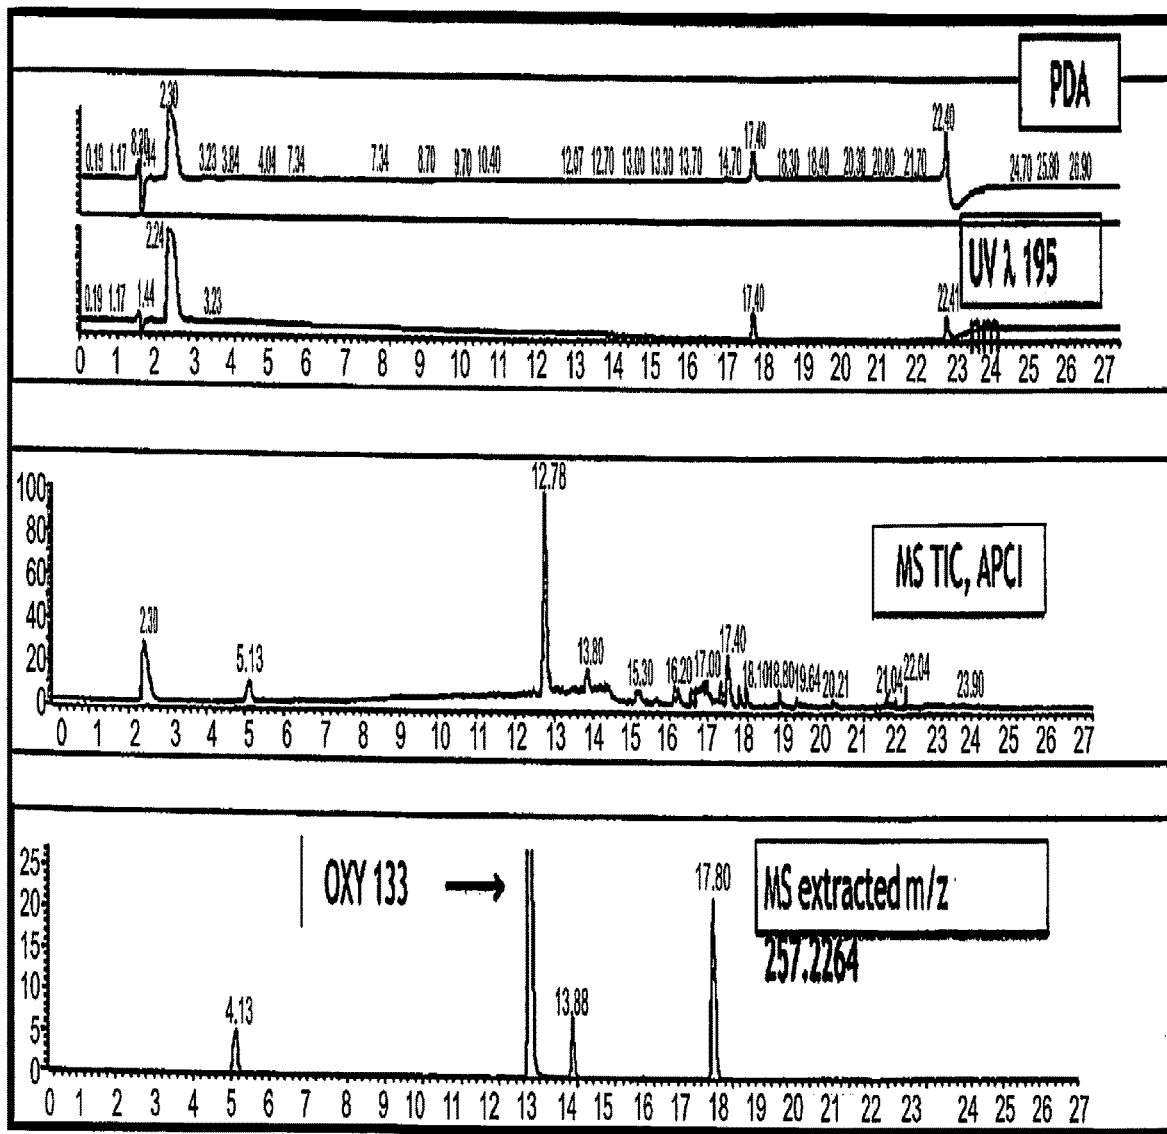 PDA
2.30
22.40
8.20
1.44
17.40
0.19 1.17 3.23 3.84 4.04 7.34 7.34 8.70 9.70 10.40 12.07 12.70 13.00 13.30 13.70 14.70 18.30 18.40 20.30 20.80 21.70 24.70 25.80 26.90
UV λ 195
2.24
0.19 1.17 1.44 3.23 17.40 22.41
0 1 2 3 4 5 6 7 8 9 10 11 12 13 14 15 16 17 18 19 20 21 22 23 24 25 26 27
12.78
MS TIC, APCI
100
80
60
40
20
0
2.30 5.13 13.80 15.30 16.20 17.00 17.40 18.10 18.80 19.64 20.21 21.04 22.04 23.90
0 1 2 3 4 5 6 7 8 9 10 11 12 13 14 15 16 17 18 19 20 21 22 23 24 25 26 27
OXY 133
17.80
MS extracted m/z
257.2264
25
20
15
10
5
0
4.13 13.88
0 1 2 3 4 5 6 7 8 9 10 11 12 13 14 15 16 17 18 19 20 21 22 23 24 25 26 27